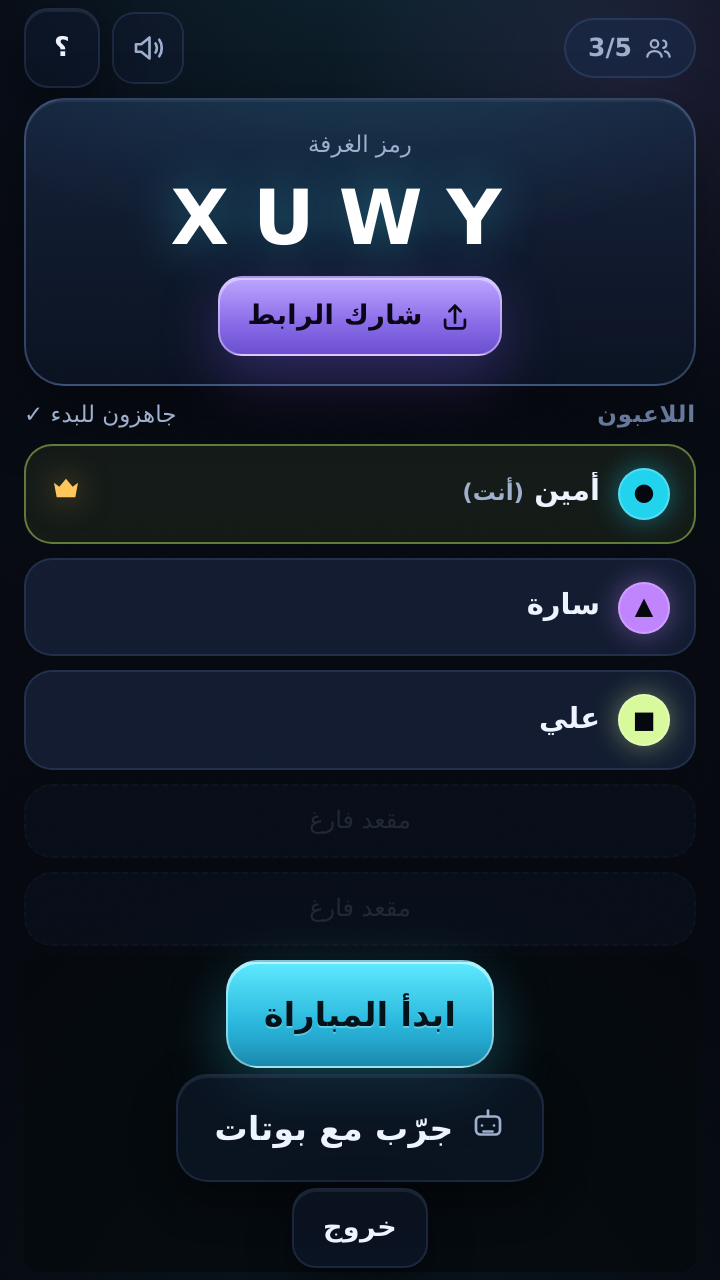 3/5
؟
رمز الغرفة
XUWY
شارك الرابط
اللاعبون
جاهزون للبدء ✓
أمين (أنت)
سارة
علي
مقعد فارغ
مقعد فارغ
ابدأ المباراة
جرّب مع بوتات
خروج